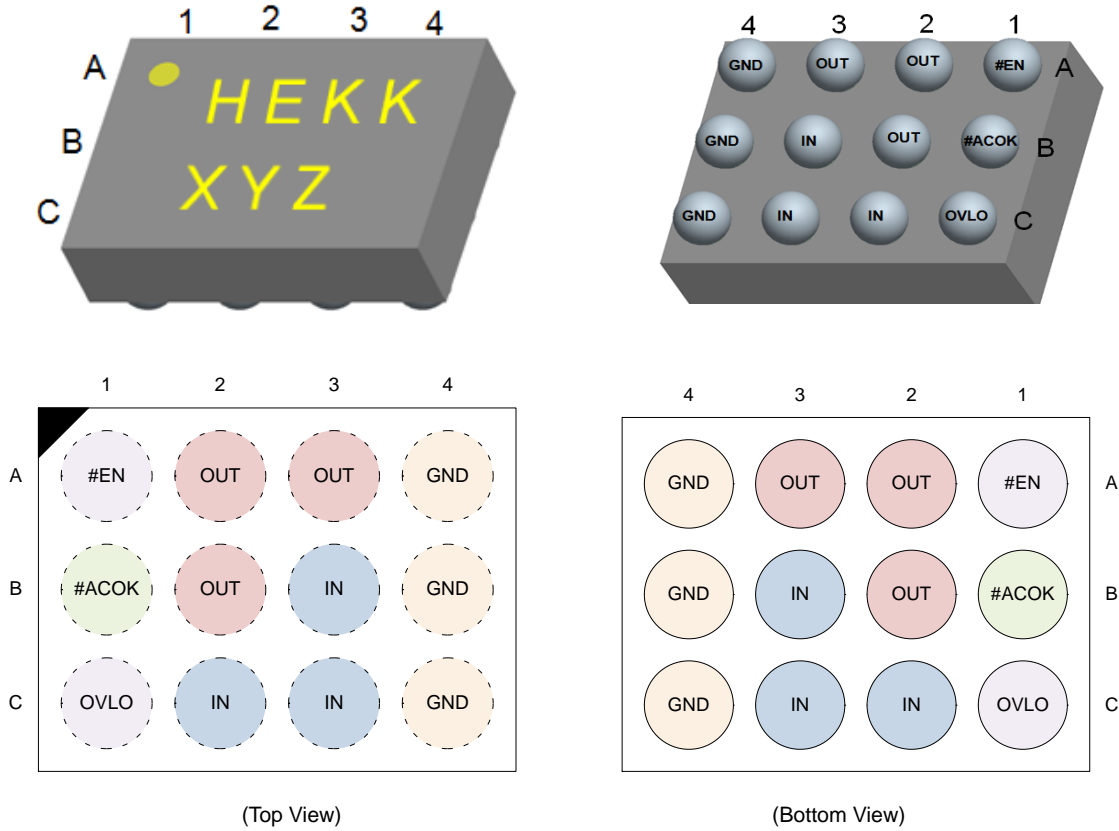 1 2 3 4
A
HEKK
B
XYZ
C
4 3 2 1
GND OUT OUT #EN A
GND IN OUT #ACOK B
GND IN IN OVLO C
1 2 3 4
A #EN OUT OUT GND
B #ACOK OUT IN GND
C OVLO IN IN GND
(Top View)
4 3 2 1
GND OUT OUT #EN A
GND IN OUT #ACOK B
GND IN IN OVLO C
(Bottom View)